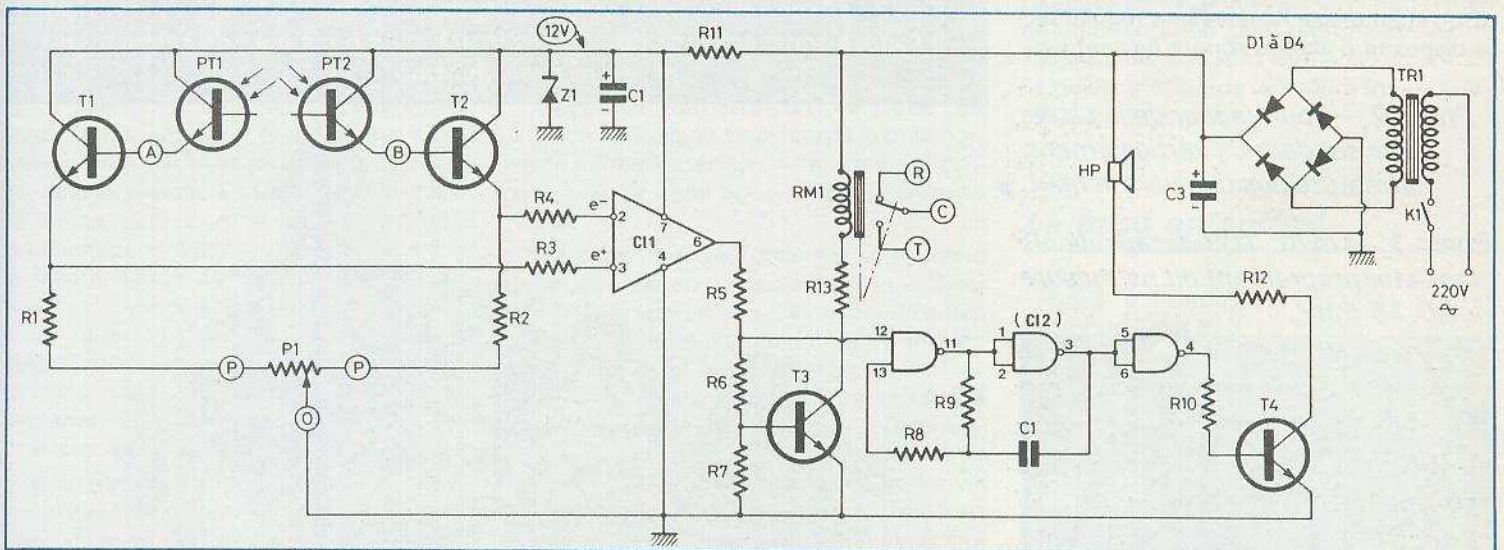 12V
R11
D1 à D4
PT1
PT2
TR1
T1
T2
Z1
+
C1
-
A
B
HP
R
RM1
C
+
C3
-
K1
R4
e-
2
7
CI1
6
R3
e+
3
4
T
R13
R12
220V
R5
R1
R2
(CI2)
P
P1
P
12
11
1
3
5
4
13
2
6
R6
T3
R9
R10
O
T4
R8
C1
R7